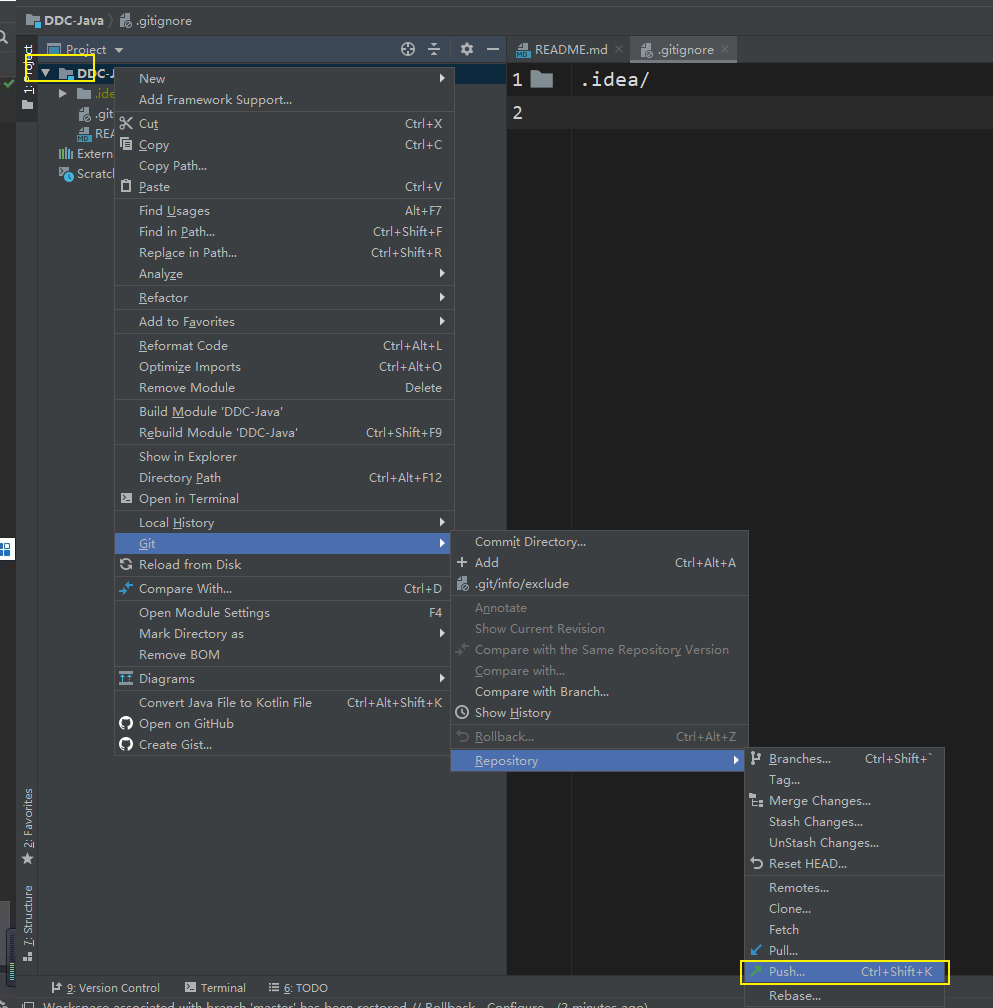 DDC-Java
.gitignore
Project
README.md
.gitignore
1: Project
DDC-J
.ide
.git
REA
Extern
Scratch
1 .idea/
2
New
Add Framework Support...
Cut Ctrl+X
Copy Ctrl+C
Copy Path...
Paste Ctrl+V
Find Usages Alt+F7
Find in Path... Ctrl+Shift+F
Replace in Path... Ctrl+Shift+R
Analyze
Refactor
Add to Favorites
Reformat Code Ctrl+Alt+L
Optimize Imports Ctrl+Alt+O
Remove Module Delete
Build Module 'DDC-Java'
Rebuild Module 'DDC-Java' Ctrl+Shift+F9
Show in Explorer
Directory Path Ctrl+Alt+F12
Open in Terminal
Local History
Git
Reload from Disk
Compare With... Ctrl+D
Open Module Settings F4
Mark Directory as
Remove BOM
Diagrams
Convert Java File to Kotlin File Ctrl+Alt+Shift+K
Open on GitHub
Create Gist...
Commit Directory...
Add Ctrl+Alt+A
.git/info/exclude
Annotate
Show Current Revision
Compare with the Same Repository Version
Compare with...
Compare with Branch...
Show History
Rollback... Ctrl+Alt+Z
Repository
Branches... Ctrl+Shift+`
Tag...
Merge Changes...
Stash Changes...
UnStash Changes...
Reset HEAD...
Remotes...
Clone...
Fetch
Pull...
Push... Ctrl+Shift+K
Rebase...
2: Favorites
7: Structure
9: Version Control
Terminal
6: TODO
Workspace associated with branch 'master' has been restored // Rollback Configure... (2 minutes ago)